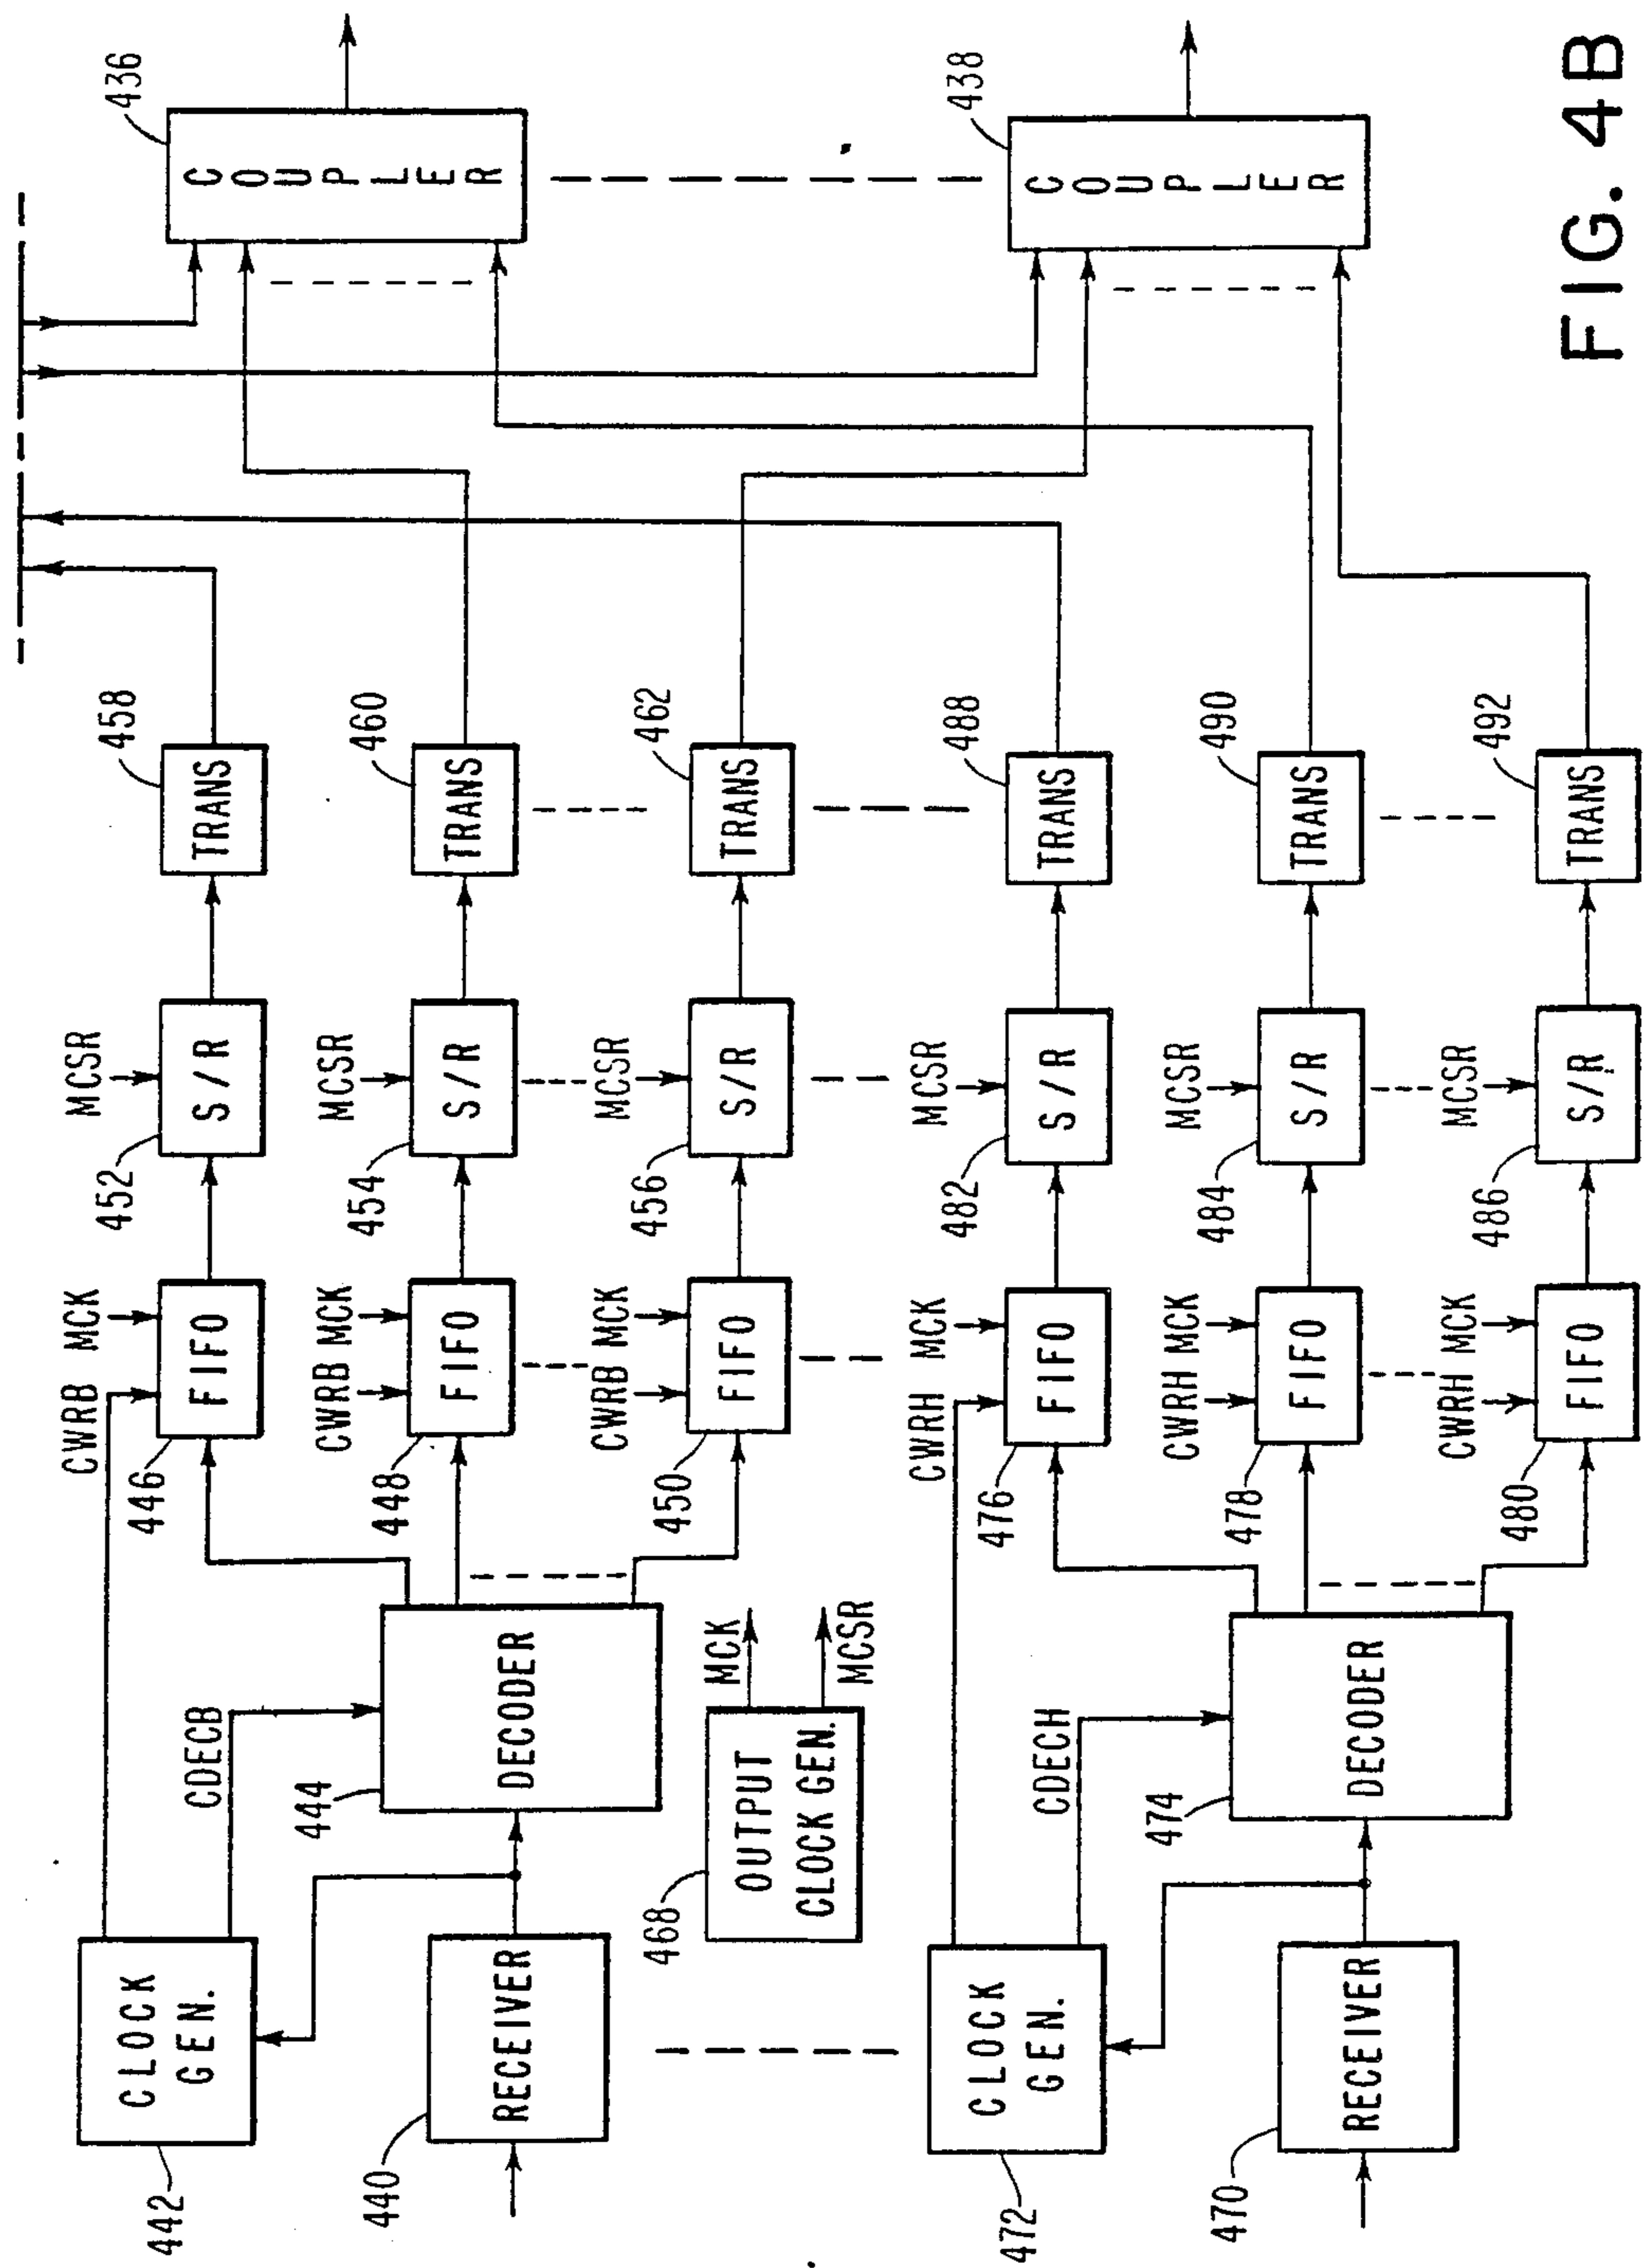 436
COUPLER
438
COUPLER
458
TRANS
460
TRANS
462
TRANS
488
TRANS
490
TRANS
492
TRANS
MCSR
452
S/R
MCSR
454
S/R
MCSR
456
S/R
MCSR
482
S/R
MCSR
484
S/R
MCSR
486
S/R
CWRB MCK
446
FIFO
CWRB MCK
448
FIFO
CWRB MCK
450
FIFO
CWRH MCK
476
FIFO
CWRH MCK
478
FIFO
CWRH MCK
480
FIFO
CDECB
444
DECODER
MCK
MCSR
468
OUTPUT
CLOCK GEN.
CDECH
474
DECODER
442
CLOCK
GEN.
440
RECEIVER
472
CLOCK
GEN.
470
RECEIVER
FIG. 4B